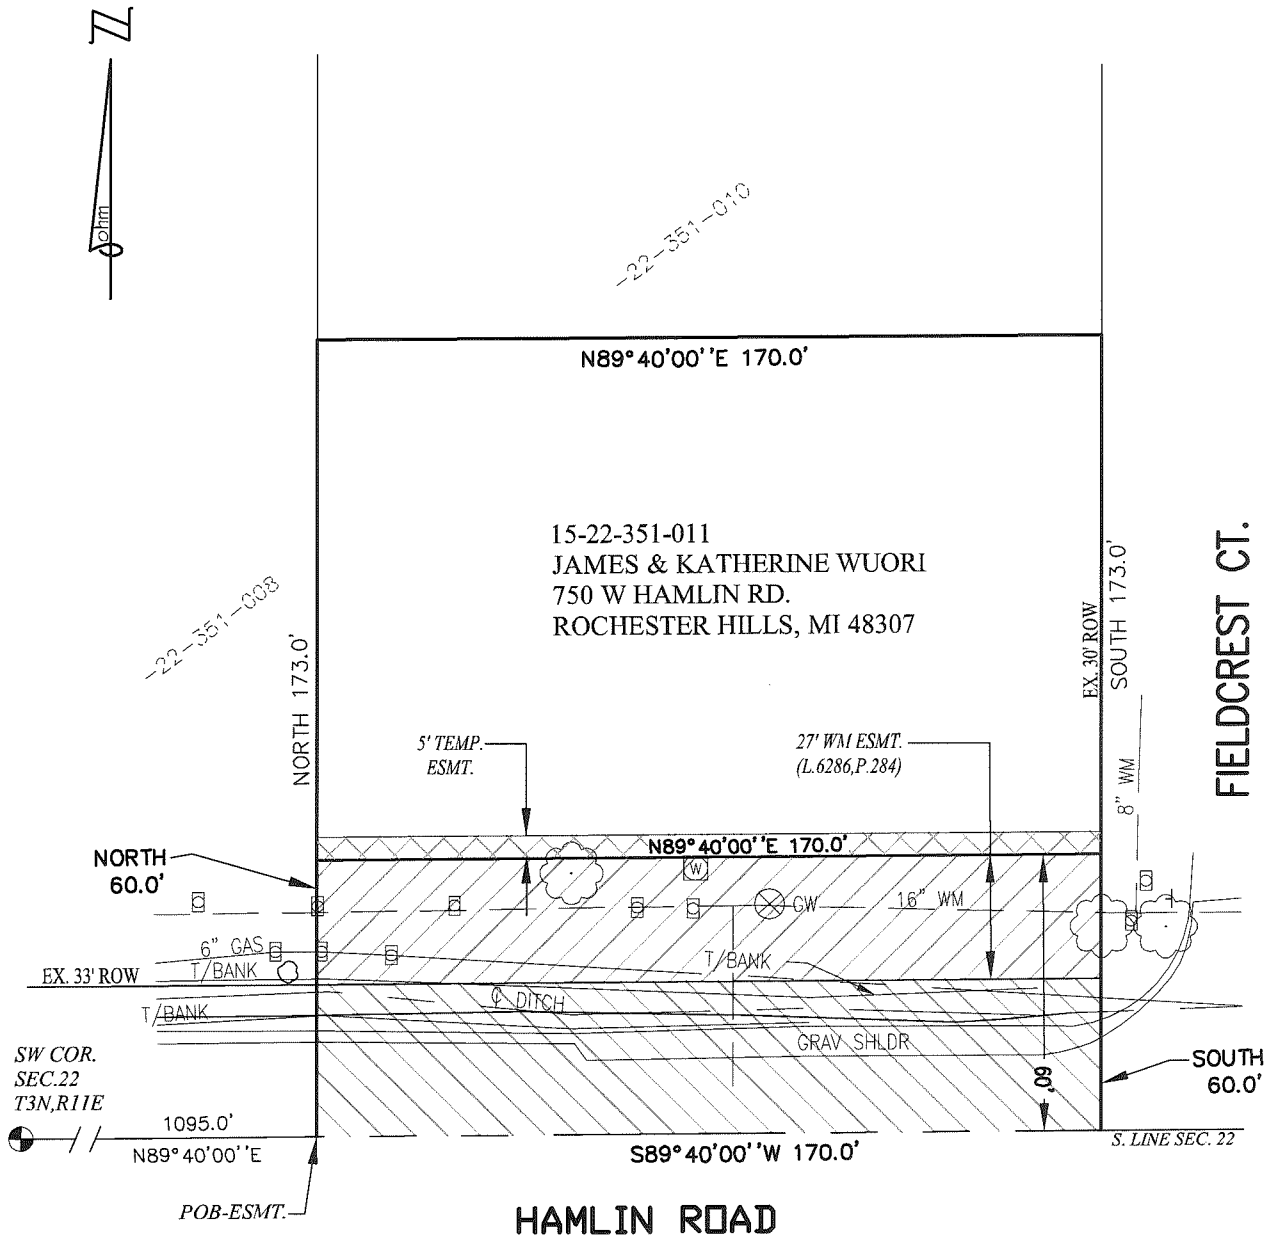 N
ohm
-22-351-010
N89°40'00''E 170.0'
15-22-351-011
JAMES & KATHERINE WUORI
750 W HAMLIN RD.
ROCHESTER HILLS, MI 48307
-22-351-008
NORTH 173.0'
EX. 30' ROW
SOUTH 173.0'
FIELDCREST CT.
5' TEMP.
ESMT.
27' WM ESMT.
(L.6286,P.284)
8" WM
N89°40'00''E 170.0'
NORTH
60.0'
W
GW
16" WM
6" GAS
T/BANK
T/BANK
EX. 33' ROW
℄ DITCH
T/BANK
GRAV SHLDR
60'
SOUTH
60.0'
SW COR.
SEC.22
T3N,R11E
1095.0'
N89°40'00''E
S89°40'00''W 170.0'
S. LINE SEC. 22
POB-ESMT.
HAMLIN ROAD